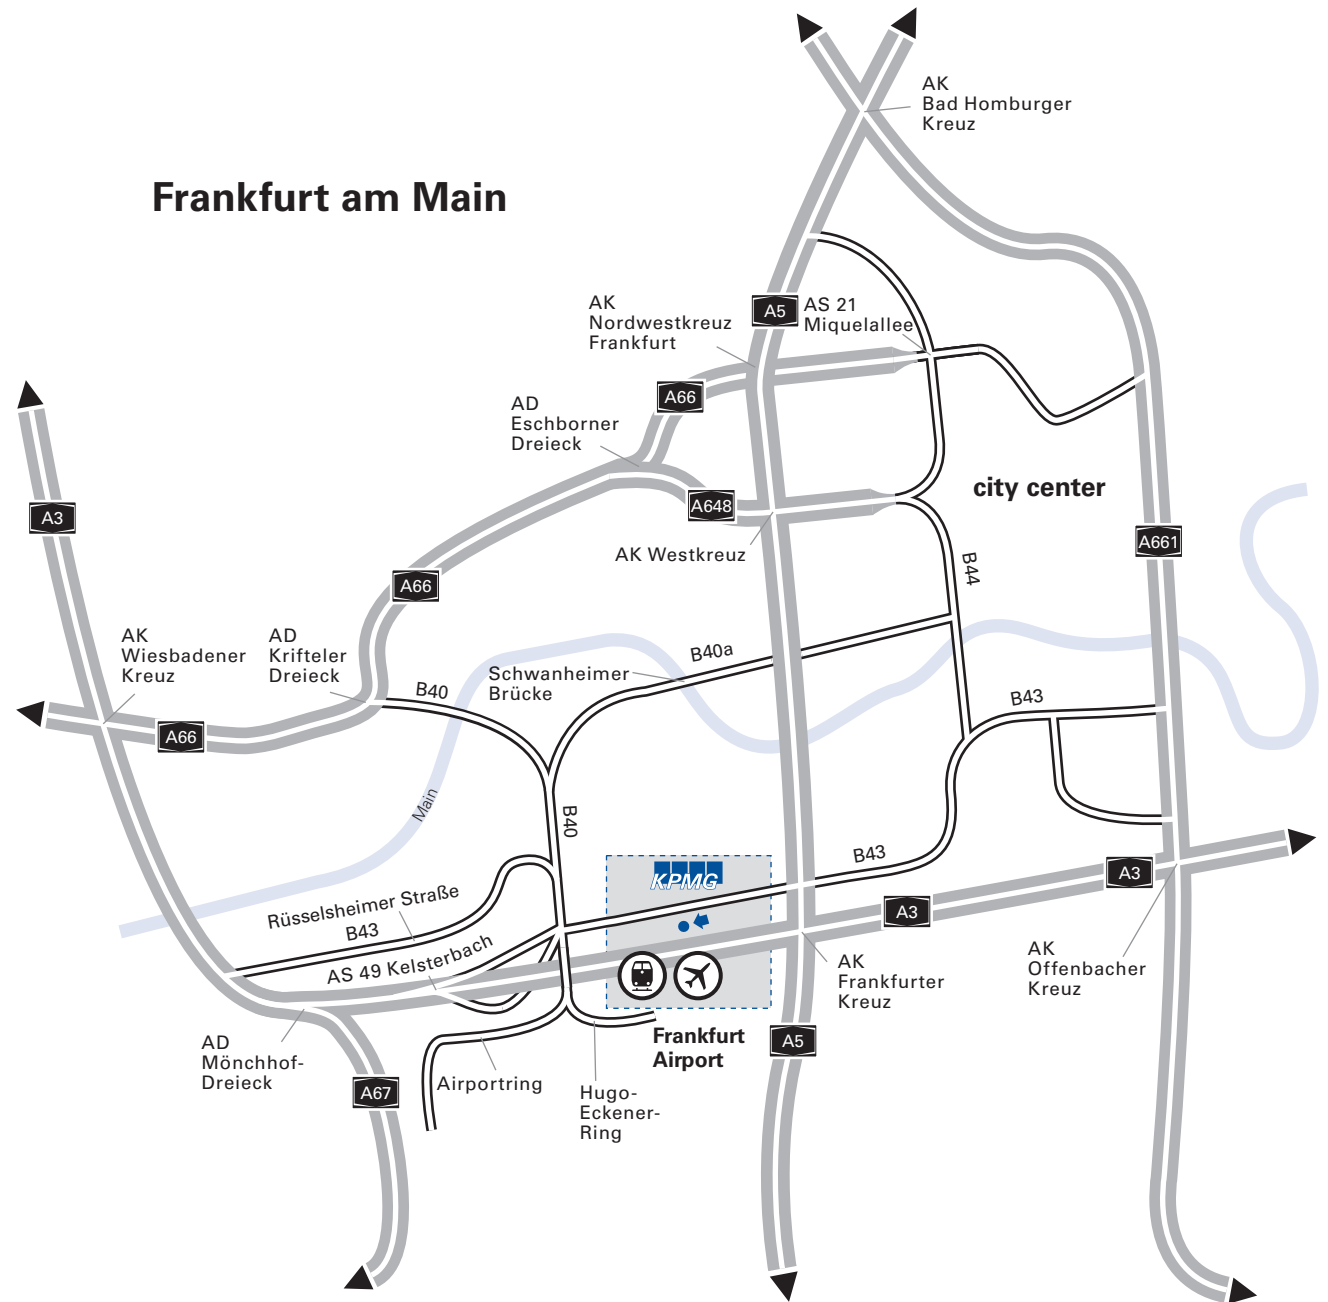 AK
Bad Homburger
Kreuz
Frankfurt am Main
AK
Nordwestkreuz
Frankfurt
A5
AS 21
Miquelallee
A66
AD
Eschborner
Dreieck
A648
city center
A3
AK Westkreuz
A661
B44
A66
AK
Wiesbadener
Kreuz
AD
Krifteler
Dreieck
B40a
Schwanheimer
Brücke
B40
B43
A66
Main
B40
B43
KPMG
A3
Rüsselsheimer Straße
B43
A3
AS 49 Kelsterbach
AK
Frankfurter
Kreuz
AK
Offenbacher
Kreuz
AD
Mönchhof-
Dreieck
Frankfurt
Airport
A5
A67
Airportring
Hugo-
Eckener-
Ring